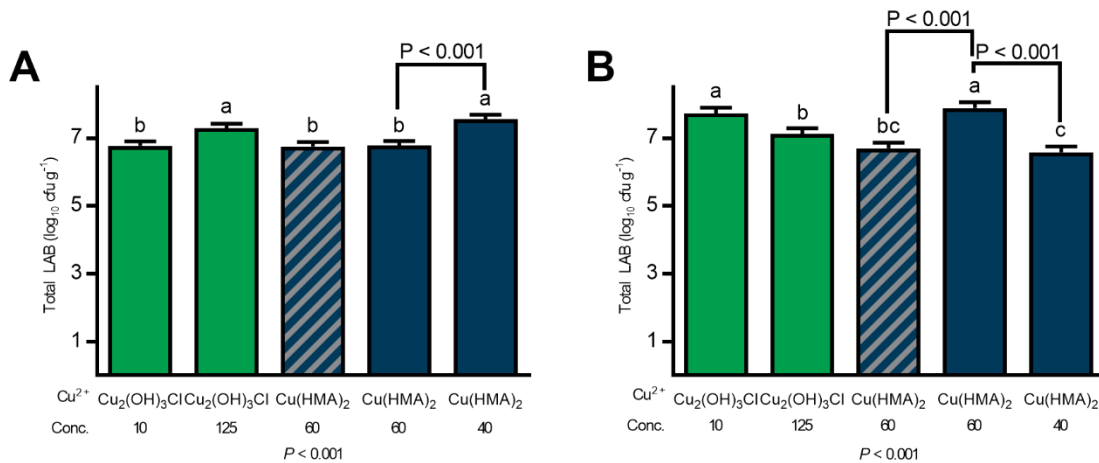 A
Total LAB (log10 cfu g-1)
7
5
3
1
b
a
b
b
a
P < 0.001
Cu2+ Cu2(OH)3Cl Cu2(OH)3Cl Cu(HMA)2 Cu(HMA)2 Cu(HMA)2
Conc. 10 125 60 60 40
P < 0.001
B
Total LAB (log10 cfu g-1)
7
5
3
1
a
b
bc
a
c
P < 0.001
P < 0.001
Cu2+ Cu2(OH)3Cl Cu2(OH)3Cl Cu(HMA)2 Cu(HMA)2 Cu(HMA)2
Conc. 10 125 60 60 40
P < 0.001